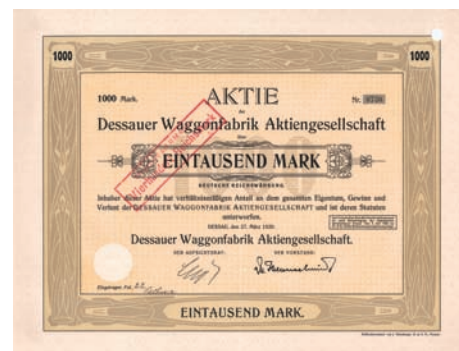 1000
1000
1000 Mark.
AKTIE
Nr.
der
Dessauer Waggonfabrik Aktiengesellschaft
über
EINTAUSEND MARK
DEUTSCHE REICHSWÄHRUNG.
Inhaber dieser Aktie hat verhältnismäßigen Anteil an dem gesamten Eigentum, Gewinn und
Verlust der DESSAUER WAGGONFABRIK AKTIENGESELLSCHAFT und ist deren Statuten
unterworfen.
DESSAU, den 27. März 1920.
Dessauer Waggonfabrik Aktiengesellschaft.
DER AUFSICHTSRAT:
DER VORSTAND:
Eingetragen Fol.
EINTAUSEND MARK.